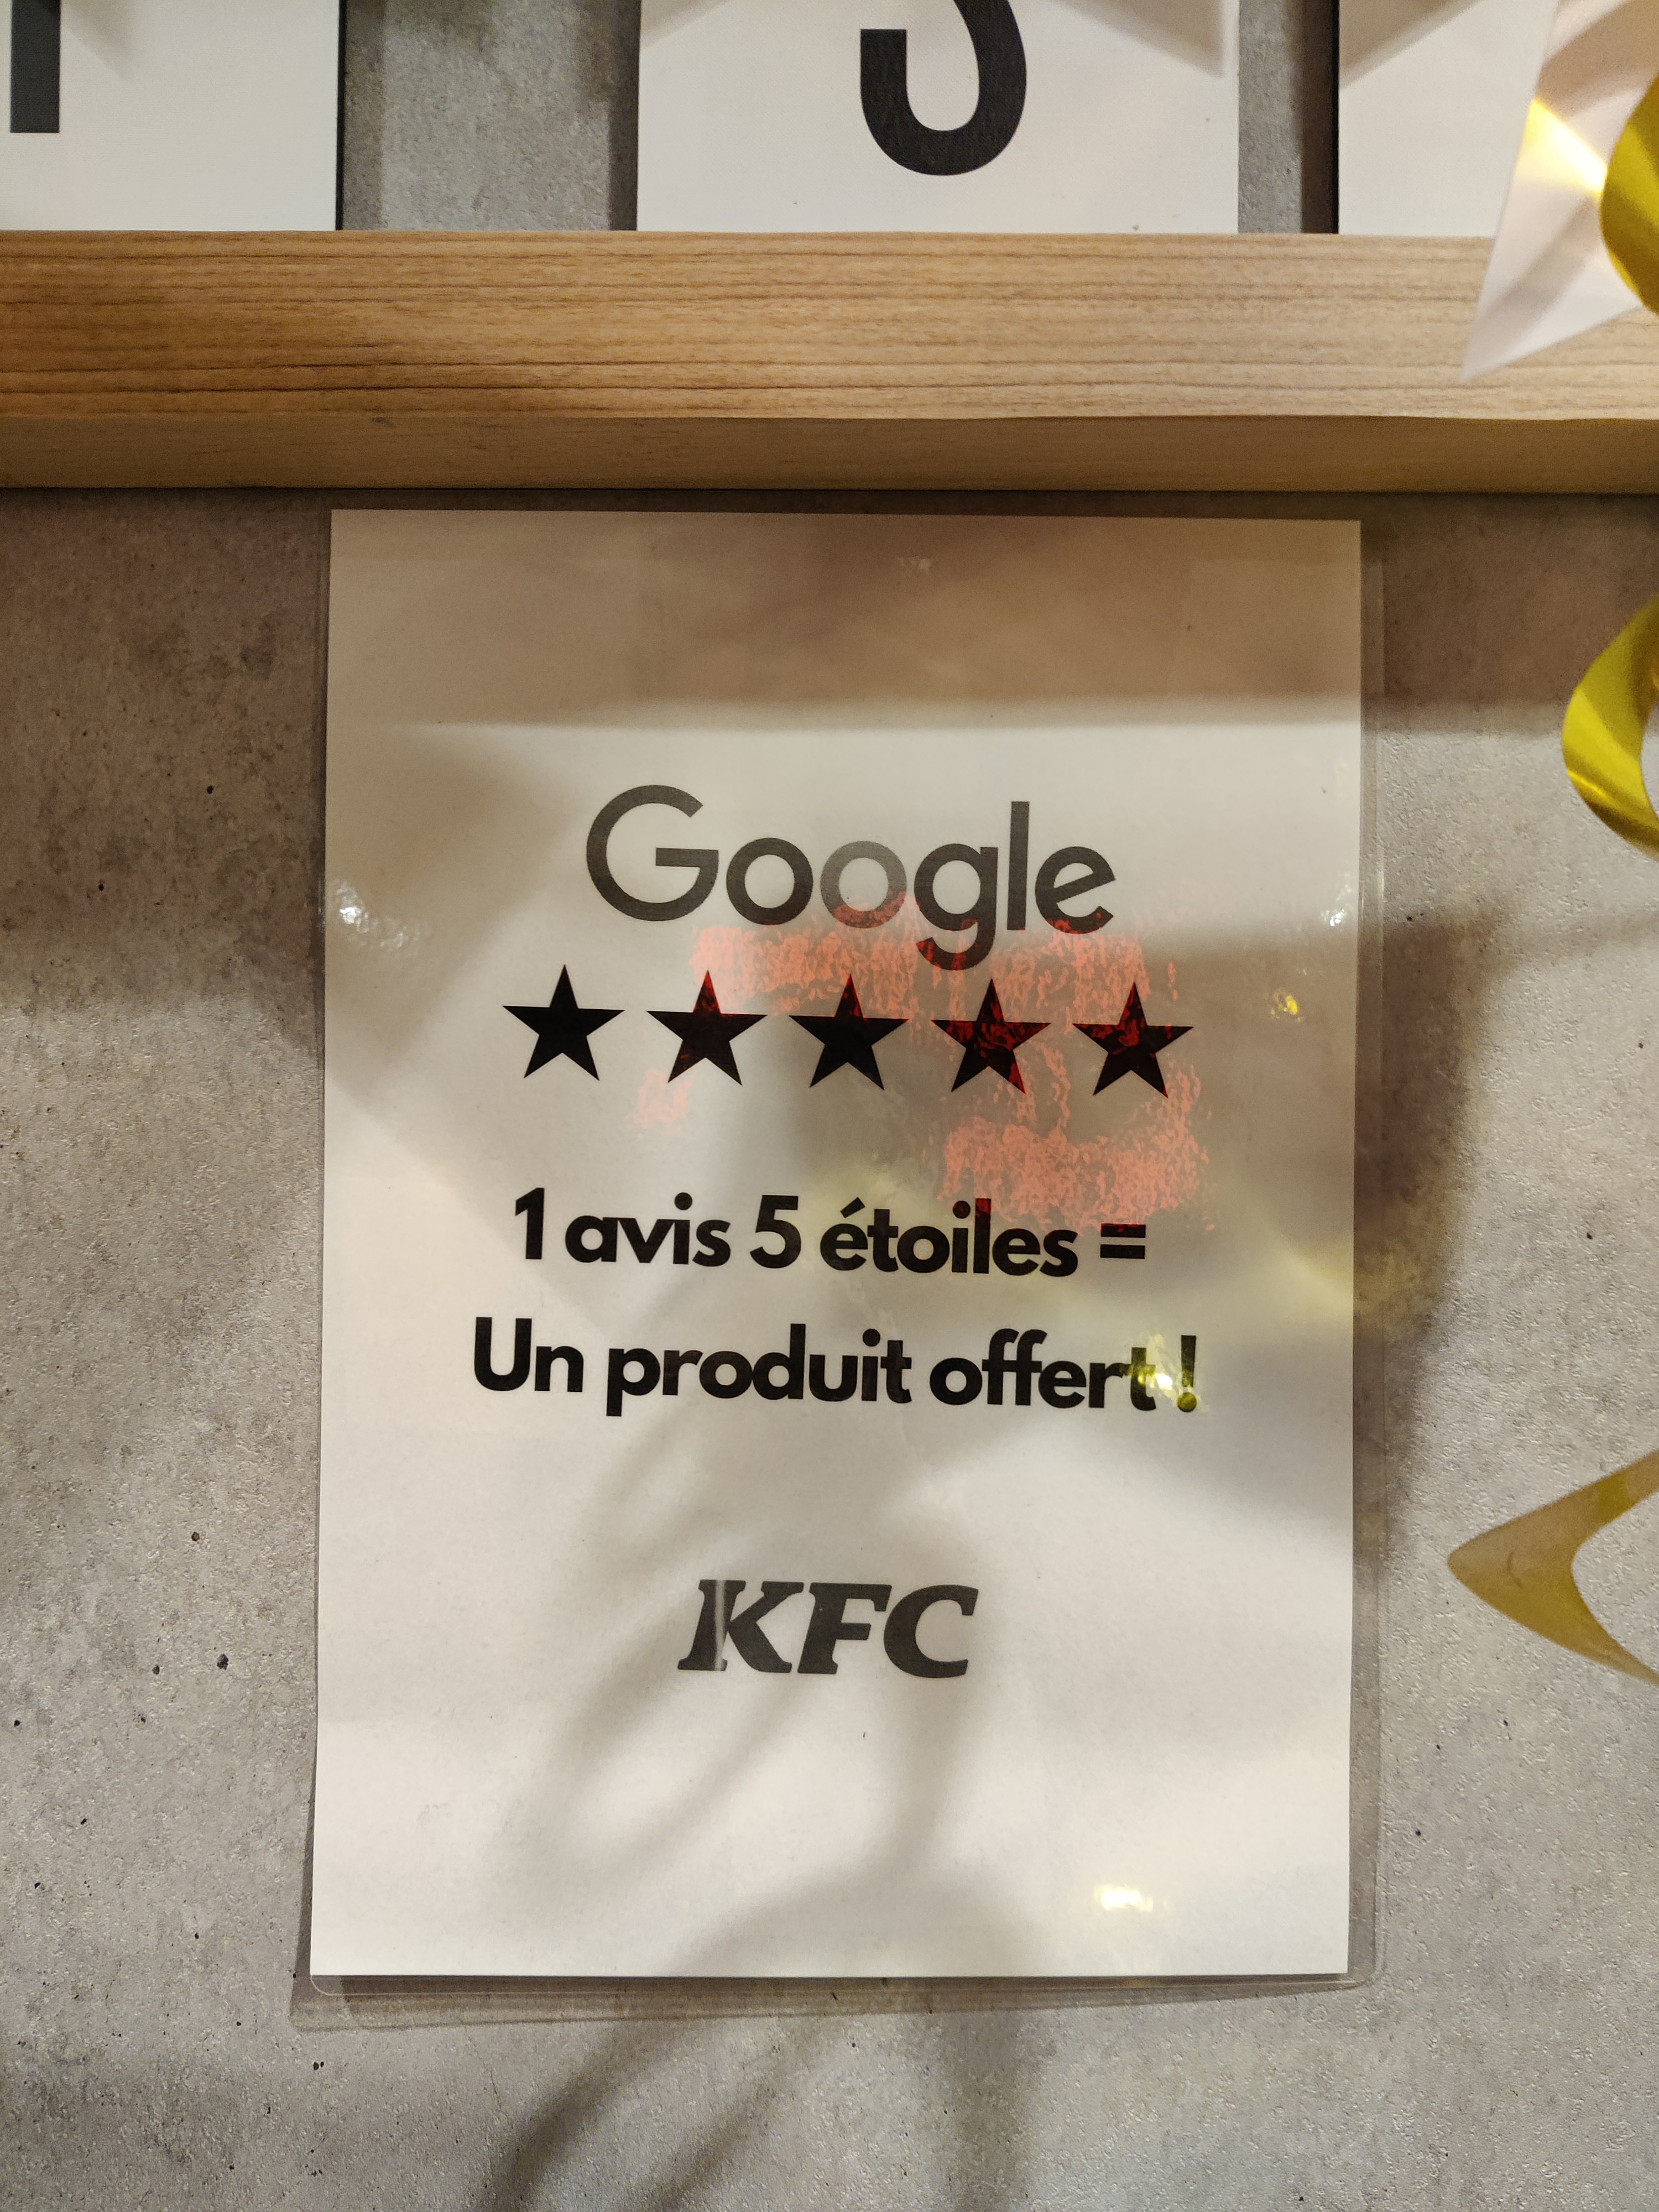 S
Google
★★★★★
1 avis 5 étoiles =
Un produit offert !
KFC